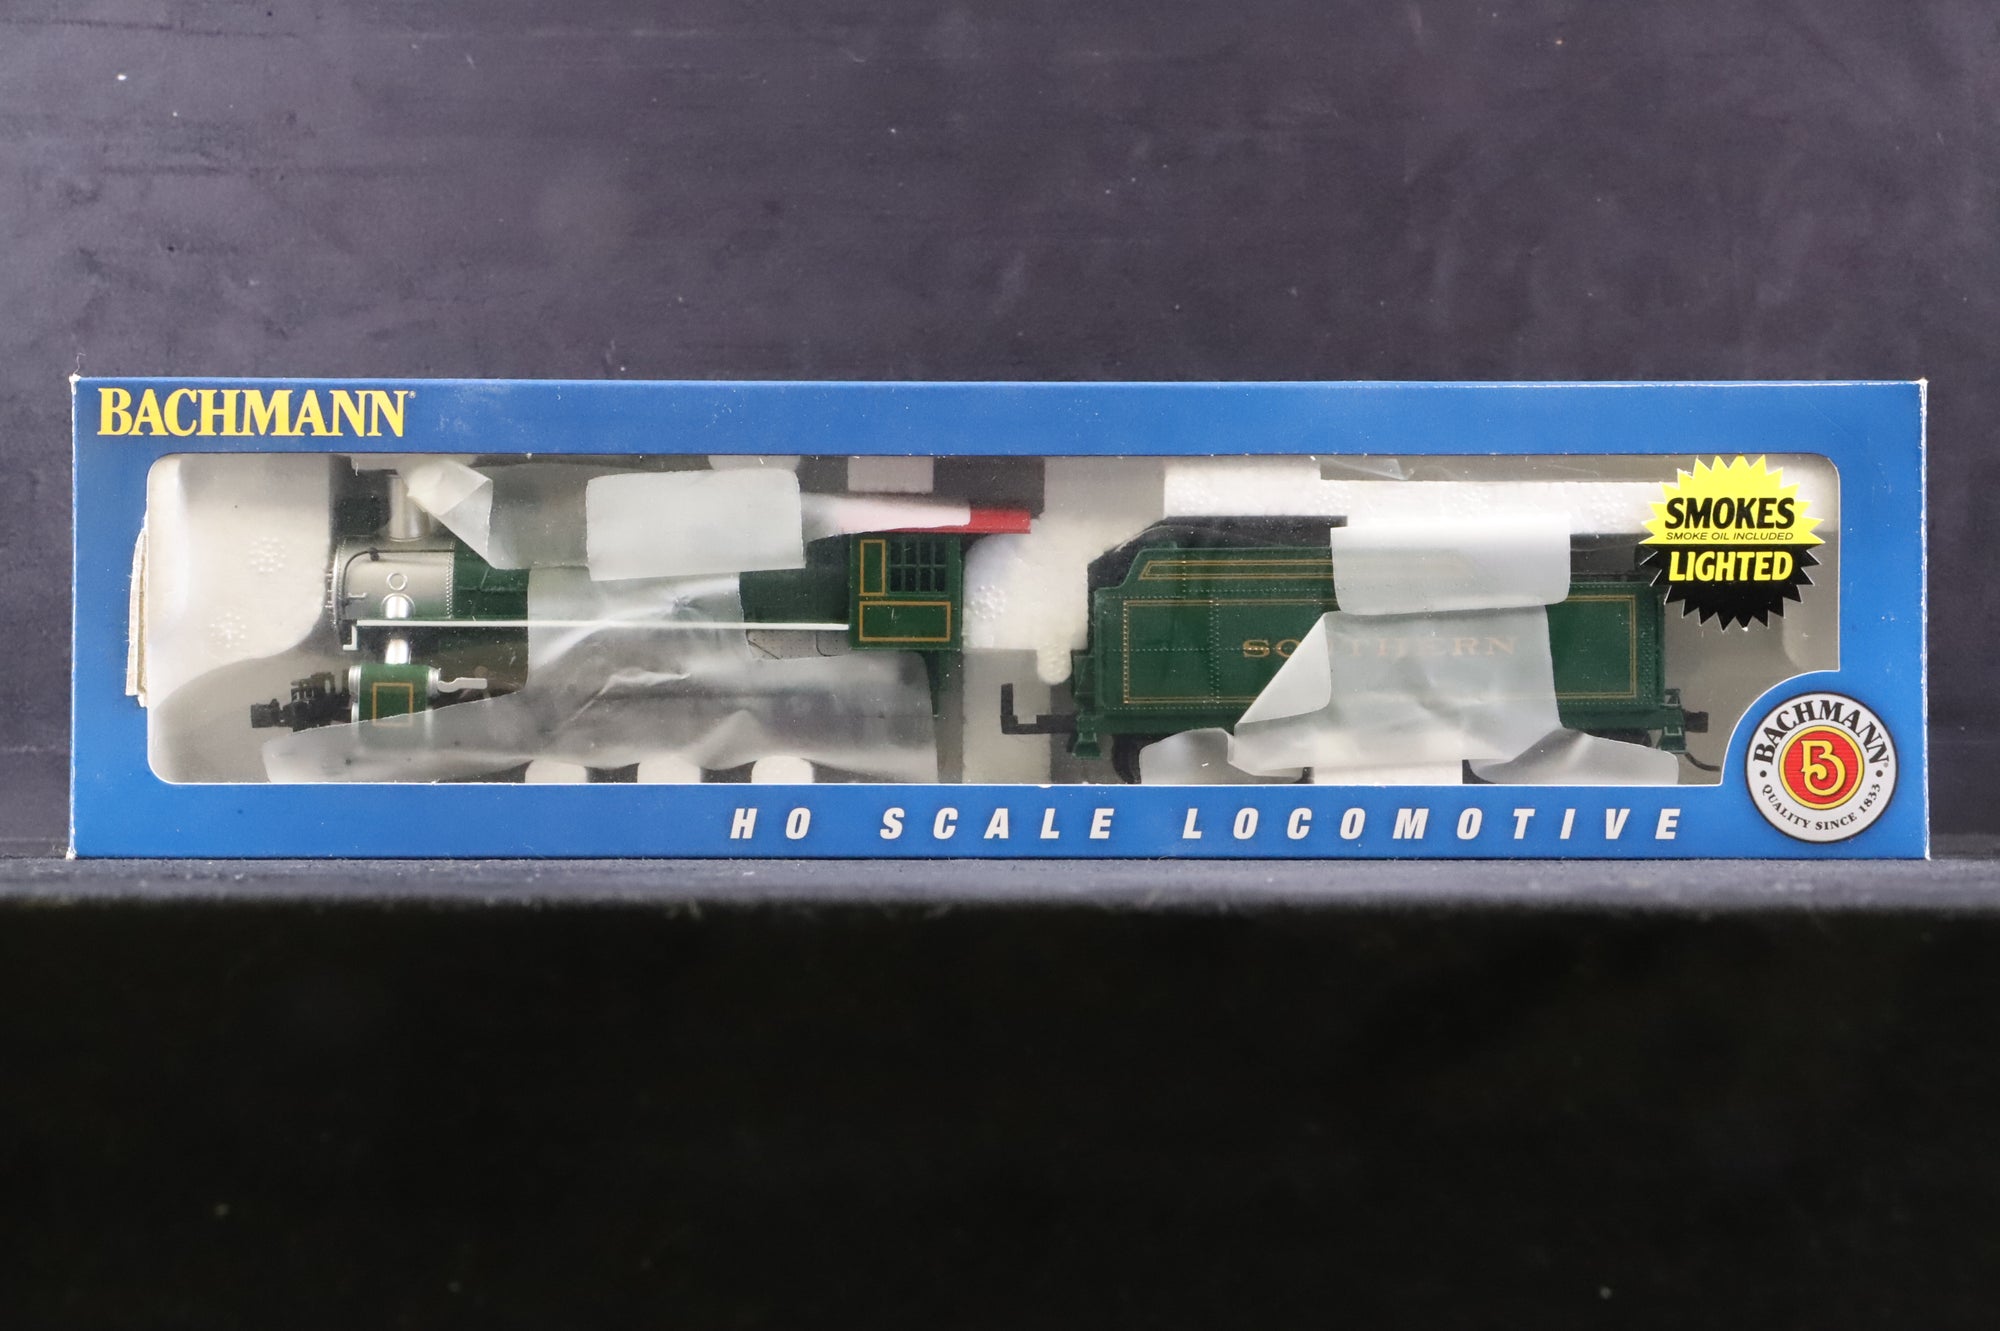 BACHMANN®
SMOKES
SMOKE OIL INCLUDED
LIGHTED
SOUTHERN
BACHMANN®
B
QUALITY SINCE 1833
HO SCALE LOCOMOTIVE